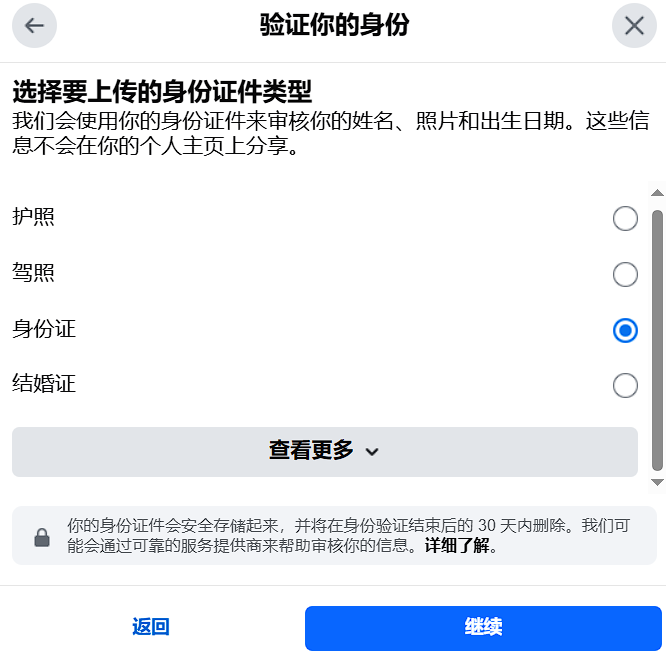 验证你的身份
选择要上传的身份证件类型
我们会使用你的身份证件来审核你的姓名、照片和出生日期。这些信
息不会在你的个人主页上分享。
护照
驾照
身份证
结婚证
查看更多
你的身份证件会安全存储起来，并将在身份验证结束后的 30 天内删除。我们可
能会通过可靠的服务提供商来帮助审核你的信息。详细了解。
返回
继续